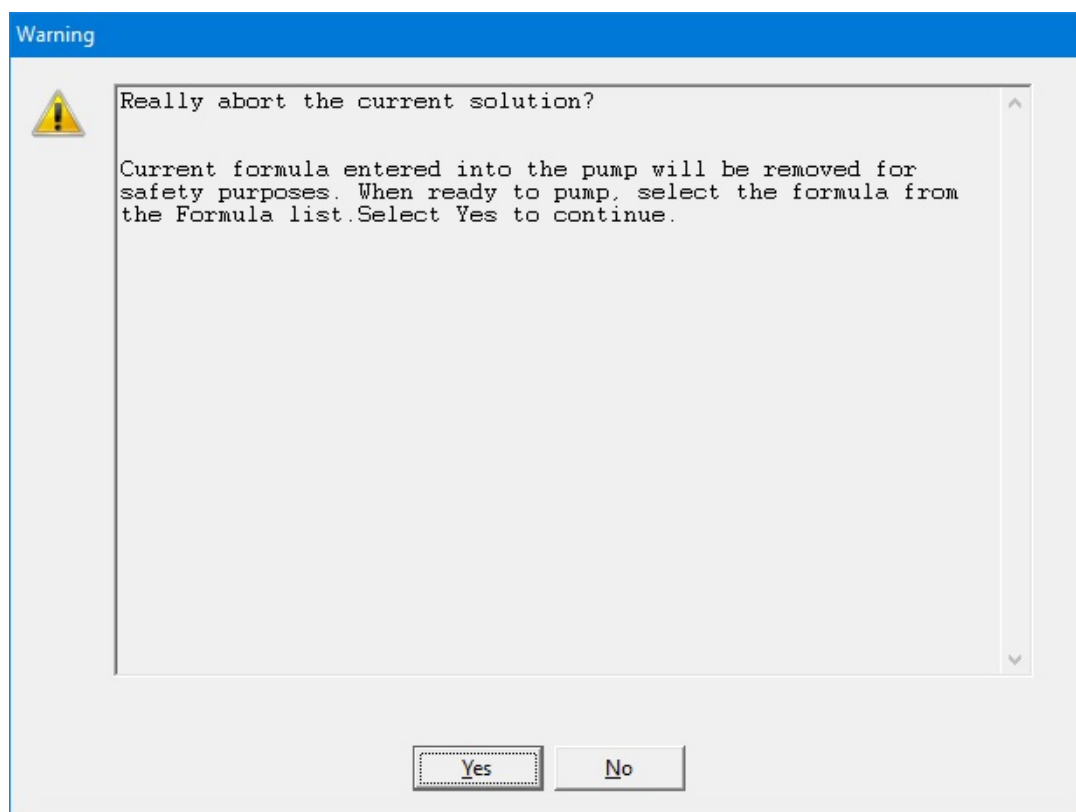 Warning
Really abort the current solution?
Current formula entered into the pump will be removed for
safety purposes. When ready to pump, select the formula from
the Formula list.Select Yes to continue.
Yes
No